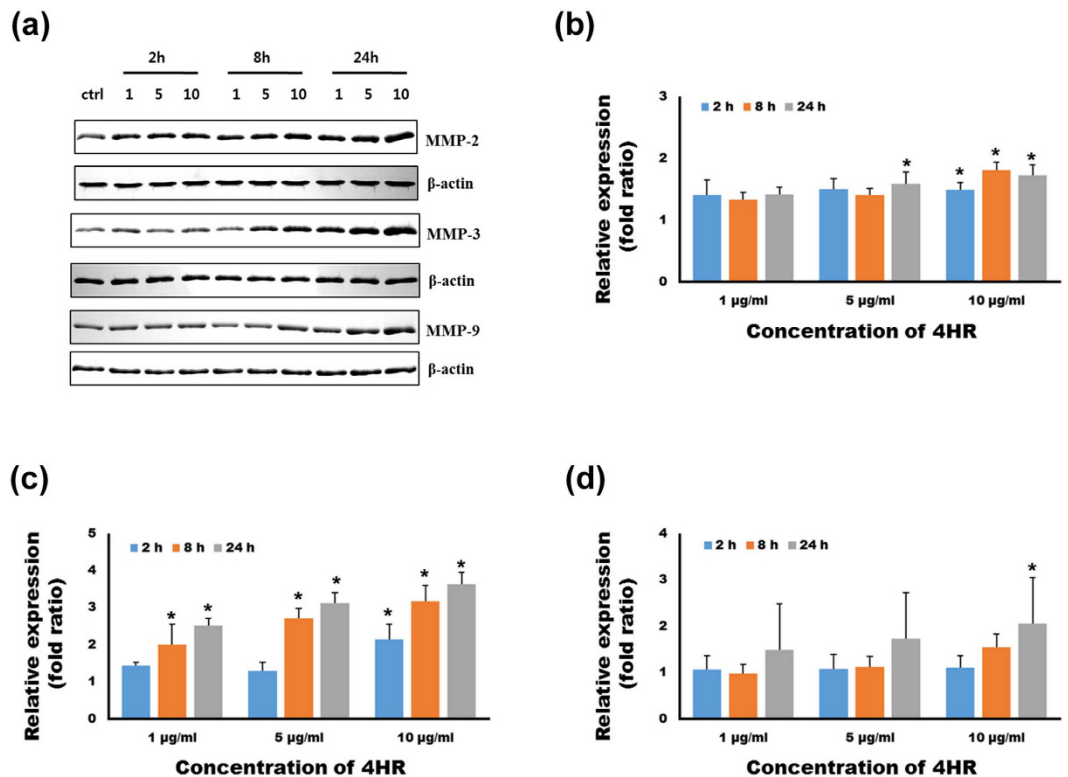 (a)
2h 8h 24h
ctrl 1 5 10 1 5 10 1 5 10
MMP-2
β-actin
MMP-3
β-actin
MMP-9
β-actin
(b)
Relative expression
(fold ratio)
3
2
1
0
2 h 8 h 24 h
* * * *
1 µg/ml 5 µg/ml 10 µg/ml
Concentration of 4HR
(c)
Relative expression
(fold ratio)
5
4
3
2
1
0
2 h 8 h 24 h
* * * * * * *
1 µg/ml 5 µg/ml 10 µg/ml
Concentration of 4HR
(d)
Relative expression
(fold ratio)
4
3
2
1
0
2 h 8 h 24 h
*
1 µg/ml 5 µg/ml 10 µg/ml
Concentration of 4HR